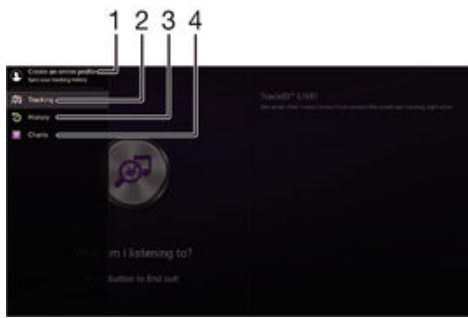 1 2 3 4
Create an online profile
Sync your tracking history
Tracking
History
Charts
TrackID™ LIVE!
am I listening to?
button to find out!